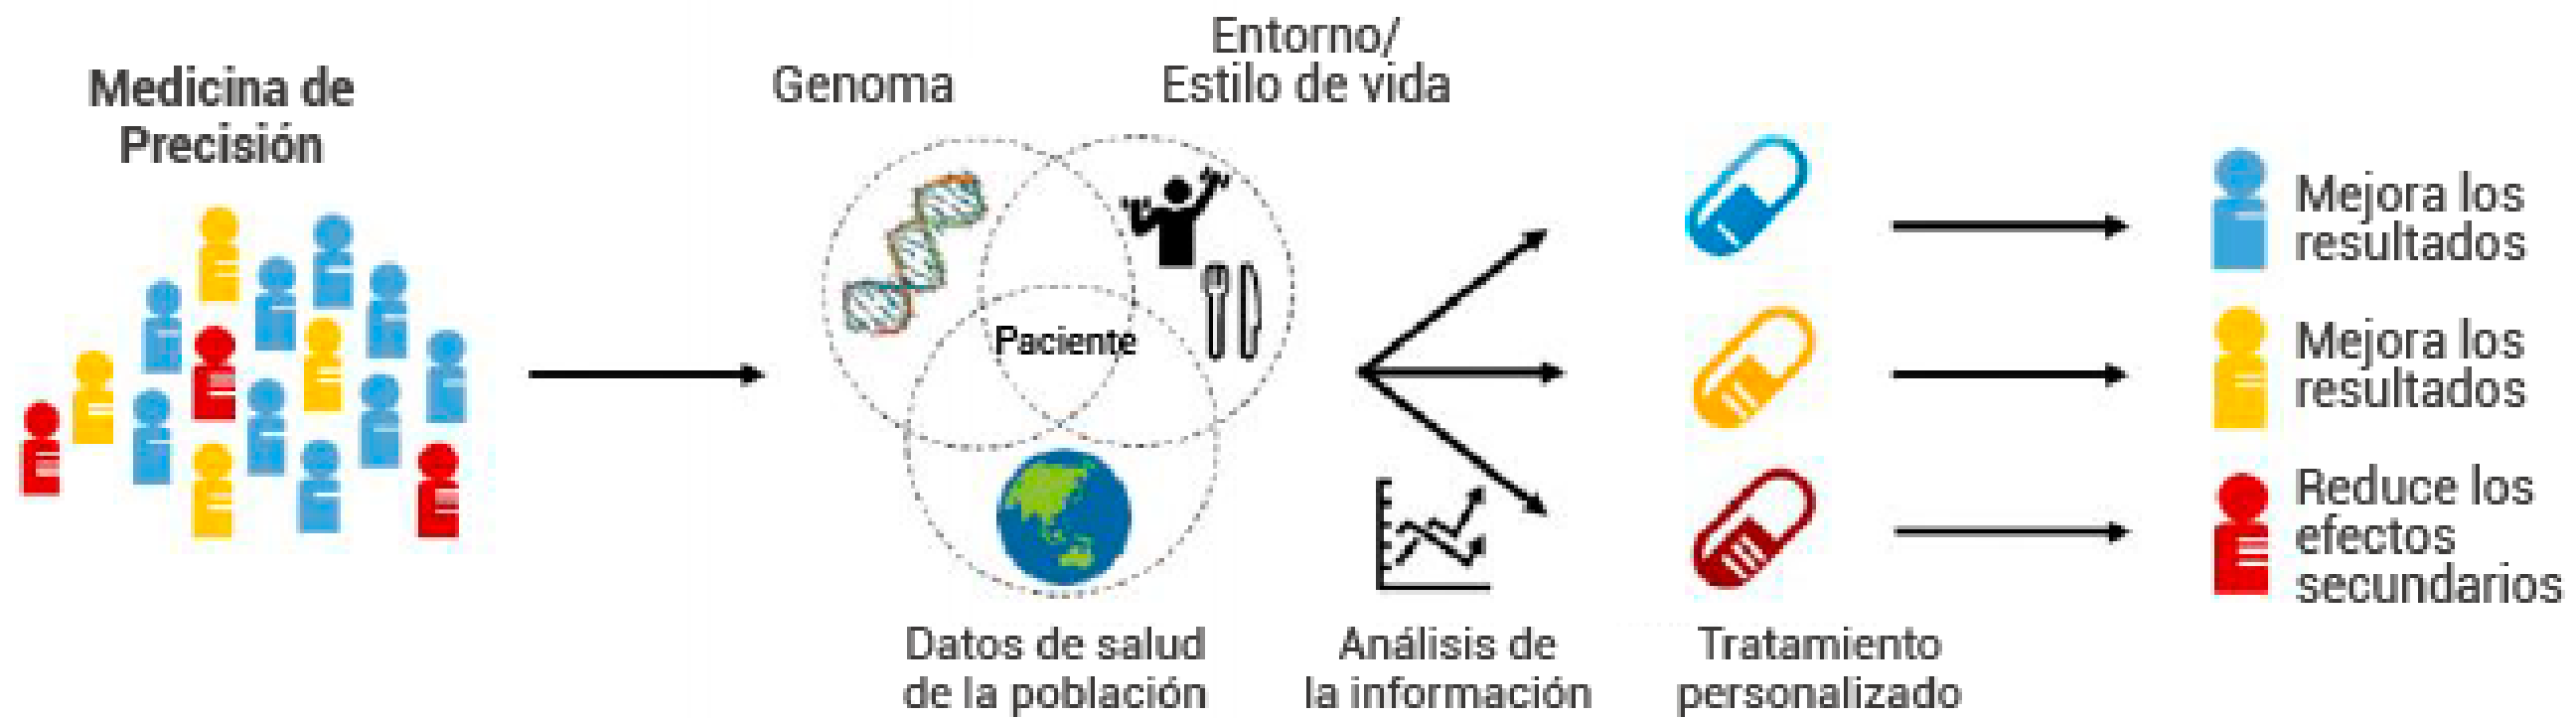 Medicina de
Precisión
Genoma
Entorno/
Estilo de vida
Paciente
Datos de salud
de la población
Análisis de
la información
Tratamiento
personalizado
Mejora los
resultados
Mejora los
resultados
Reduce los
efectos
secundarios